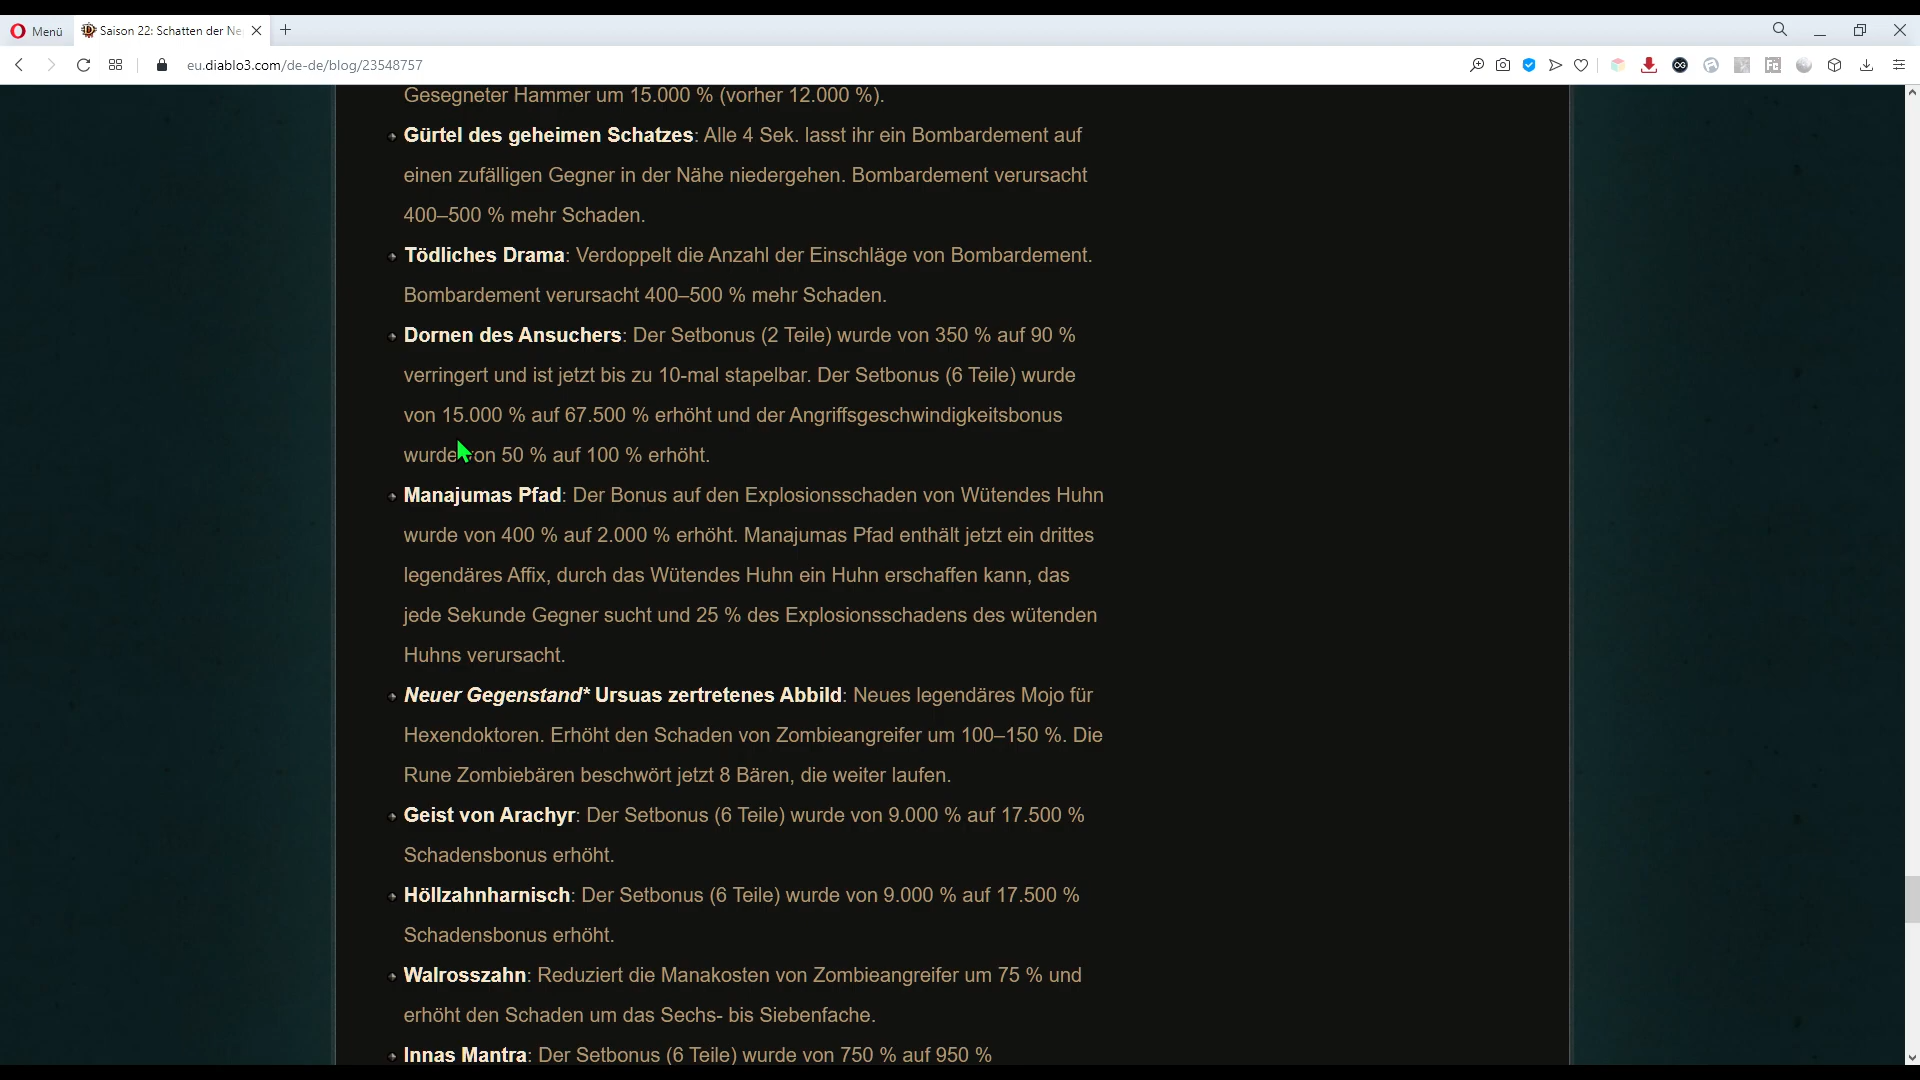 Menü
Saison 22: Schatten der Ne
eu.diablo3.com/de-de/blog/23548757
Gesegneter Hammer um 15.000 % (vorher 12.000 %).
Gürtel des geheimen Schatzes: Alle 4 Sek. lasst ihr ein Bombardement auf
einen zufälligen Gegner in der Nähe niedergehen. Bombardement verursacht
400–500 % mehr Schaden.
Tödliches Drama: Verdoppelt die Anzahl der Einschläge von Bombardement.
Bombardement verursacht 400–500 % mehr Schaden.
Dornen des Ansuchers: Der Setbonus (2 Teile) wurde von 350 % auf 90 %
verringert und ist jetzt bis zu 10-mal stapelbar. Der Setbonus (6 Teile) wurde
von 15.000 % auf 67.500 % erhöht und der Angriffsgeschwindigkeitsbonus
wurde von 50 % auf 100 % erhöht.
Manajumas Pfad: Der Bonus auf den Explosionsschaden von Wütendes Huhn
wurde von 400 % auf 2.000 % erhöht. Manajumas Pfad enthält jetzt ein drittes
legendäres Affix, durch das Wütendes Huhn ein Huhn erschaffen kann, das
jede Sekunde Gegner sucht und 25 % des Explosionsschadens des wütenden
Huhns verursacht.
Neuer Gegenstand* Ursuas zertretenes Abbild: Neues legendäres Mojo für
Hexendoktoren. Erhöht den Schaden von Zombieangreifer um 100–150 %. Die
Rune Zombiebären beschwört jetzt 8 Bären, die weiter laufen.
Geist von Arachyr: Der Setbonus (6 Teile) wurde von 9.000 % auf 17.500 %
Schadensbonus erhöht.
Höllzahnharnisch: Der Setbonus (6 Teile) wurde von 9.000 % auf 17.500 %
Schadensbonus erhöht.
Walrosszahn: Reduziert die Manakosten von Zombieangreifer um 75 % und
erhöht den Schaden um das Sechs- bis Siebenfache.
Innas Mantra: Der Setbonus (6 Teile) wurde von 750 % auf 950 %